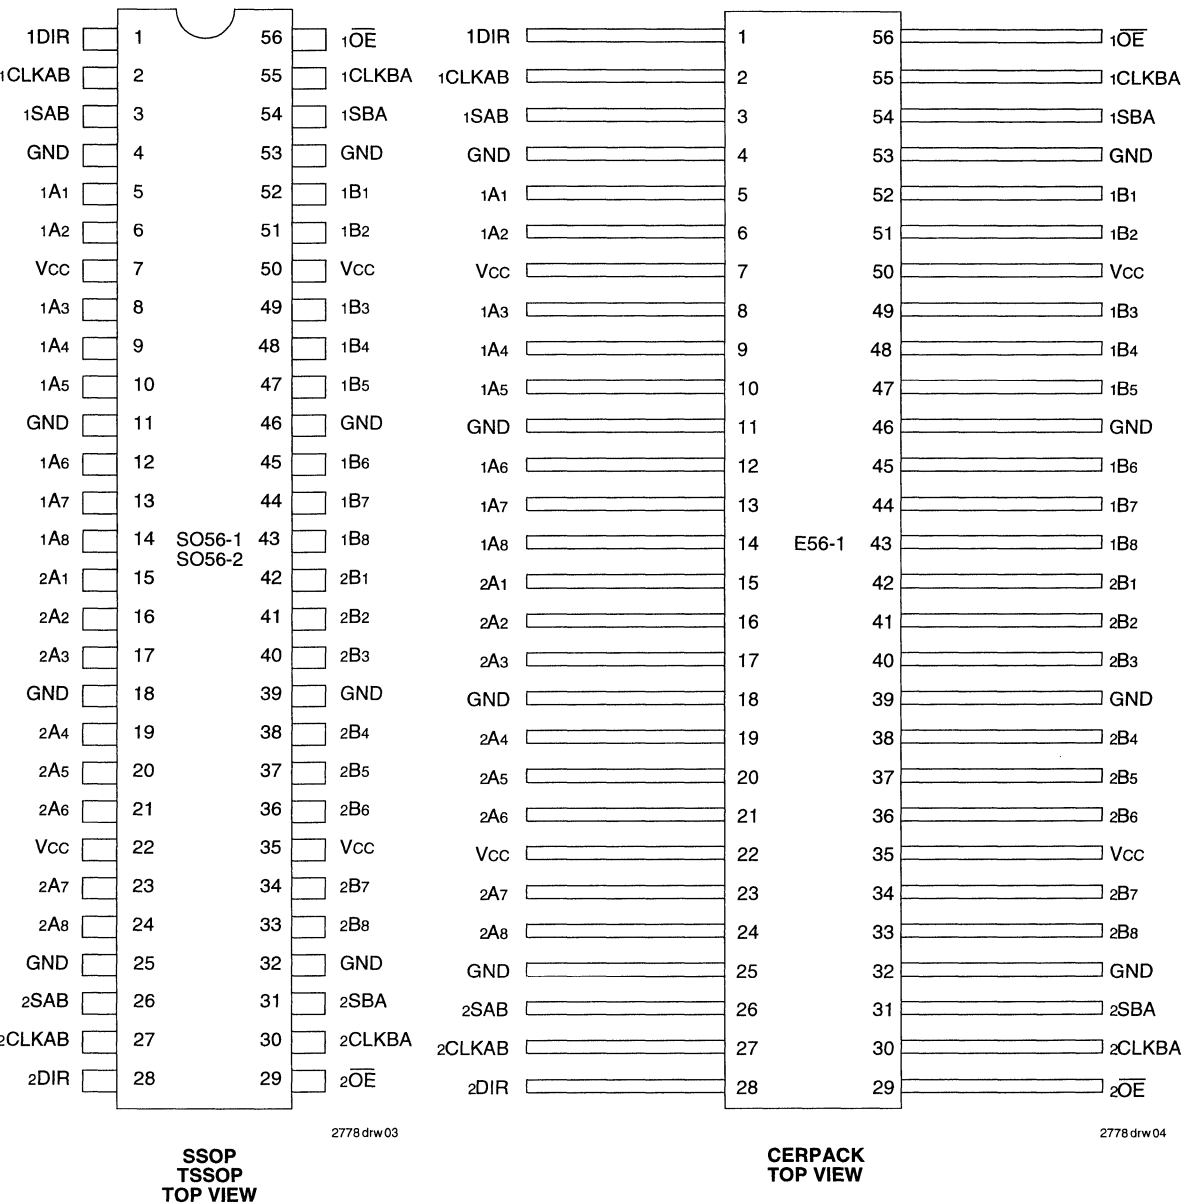 1DIR 1 56 1O̅E̅
1CLKAB 2 55 1CLKBA
1SAB 3 54 1SBA
GND 4 53 GND
1A1 5 52 1B1
1A2 6 51 1B2
VCC 7 50 VCC
1A3 8 49 1B3
1A4 9 48 1B4
1A5 10 47 1B5
GND 11 46 GND
1A6 12 45 1B6
1A7 13 44 1B7
1A8 14 SO56-1 43 1B8
SO56-2
2A1 15 42 2B1
2A2 16 41 2B2
2A3 17 40 2B3
GND 18 39 GND
2A4 19 38 2B4
2A5 20 37 2B5
2A6 21 36 2B6
VCC 22 35 VCC
2A7 23 34 2B7
2A8 24 33 2B8
GND 25 32 GND
2SAB 26 31 2SBA
2CLKAB 27 30 2CLKBA
2DIR 28 29 2O̅E̅
2778 drw 03
SSOP
TSSOP
TOP VIEW
1DIR 1 56 1O̅E̅
1CLKAB 2 55 1CLKBA
1SAB 3 54 1SBA
GND 4 53 GND
1A1 5 52 1B1
1A2 6 51 1B2
VCC 7 50 VCC
1A3 8 49 1B3
1A4 9 48 1B4
1A5 10 47 1B5
GND 11 46 GND
1A6 12 45 1B6
1A7 13 44 1B7
1A8 14 E56-1 43 1B8
2A1 15 42 2B1
2A2 16 41 2B2
2A3 17 40 2B3
GND 18 39 GND
2A4 19 38 2B4
2A5 20 37 2B5
2A6 21 36 2B6
VCC 22 35 VCC
2A7 23 34 2B7
2A8 24 33 2B8
GND 25 32 GND
2SAB 26 31 2SBA
2CLKAB 27 30 2CLKBA
2DIR 28 29 2O̅E̅
2778 drw 04
CERPACK
TOP VIEW